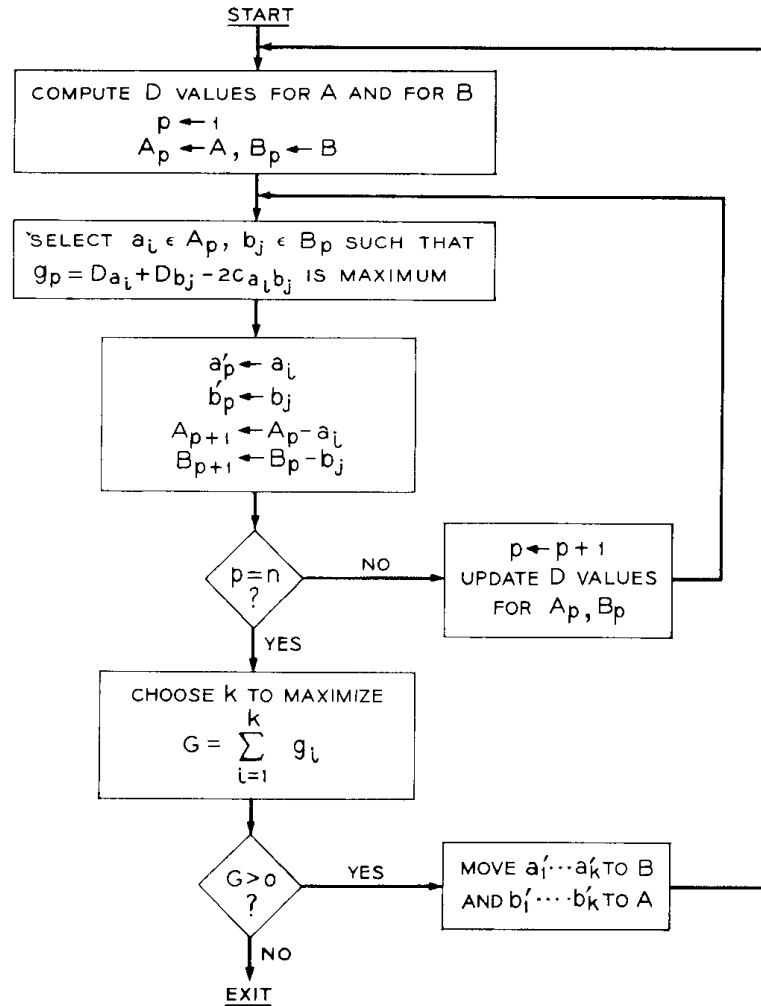 START
COMPUTE D VALUES FOR A AND FOR B
p ← 1
A_p ← A, B_p ← B
SELECT a_i ϵ A_p, b_j ϵ B_p SUCH THAT
g_p = D_{a_i} + D_{b_j} - 2c_{a_i b_j} IS MAXIMUM
a'_p ← a_i
b'_p ← b_j
A_{p+1} ← A_p - a_i
B_{p+1} ← B_p - b_j
p = n
?
NO
p ← p + 1
UPDATE D VALUES
FOR A_p, B_p
YES
CHOOSE k TO MAXIMIZE
G = \sum_{i=1}^{k} g_i
G > 0
?
YES
MOVE a'_1 ··· a'_k TO B
AND b'_1 ···· b'_k TO A
NO
EXIT